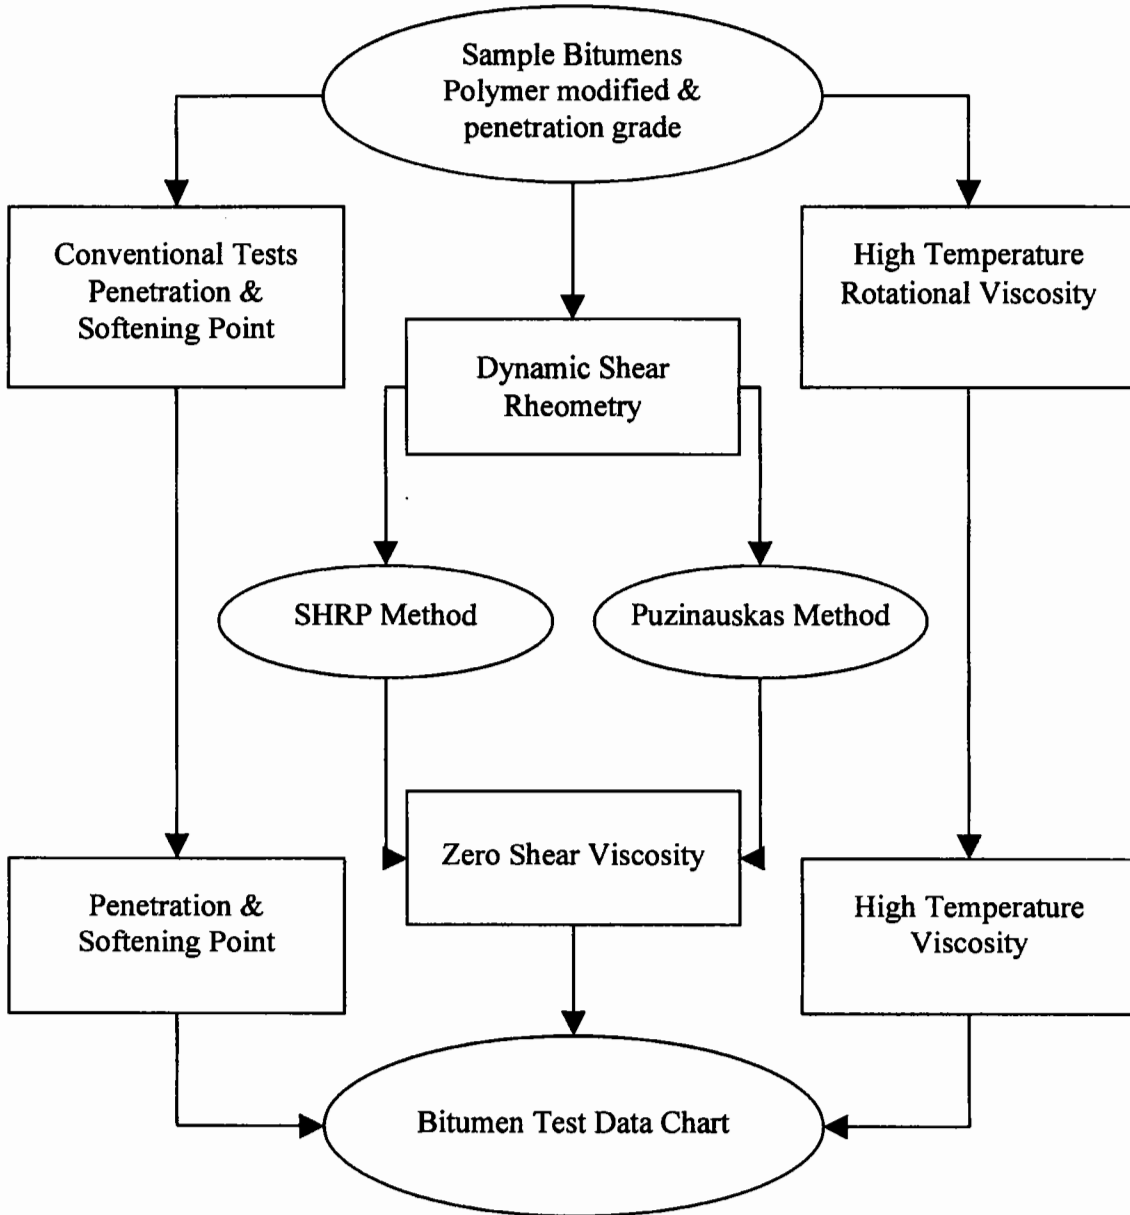 Sample Bitumens
Polymer modified &
penetration grade
Conventional Tests
Penetration &
Softening Point
High Temperature
Rotational Viscosity
Dynamic Shear
Rheometry
SHRP Method
Puzinauskas Method
Zero Shear Viscosity
Penetration &
Softening Point
High Temperature
Viscosity
Bitumen Test Data Chart